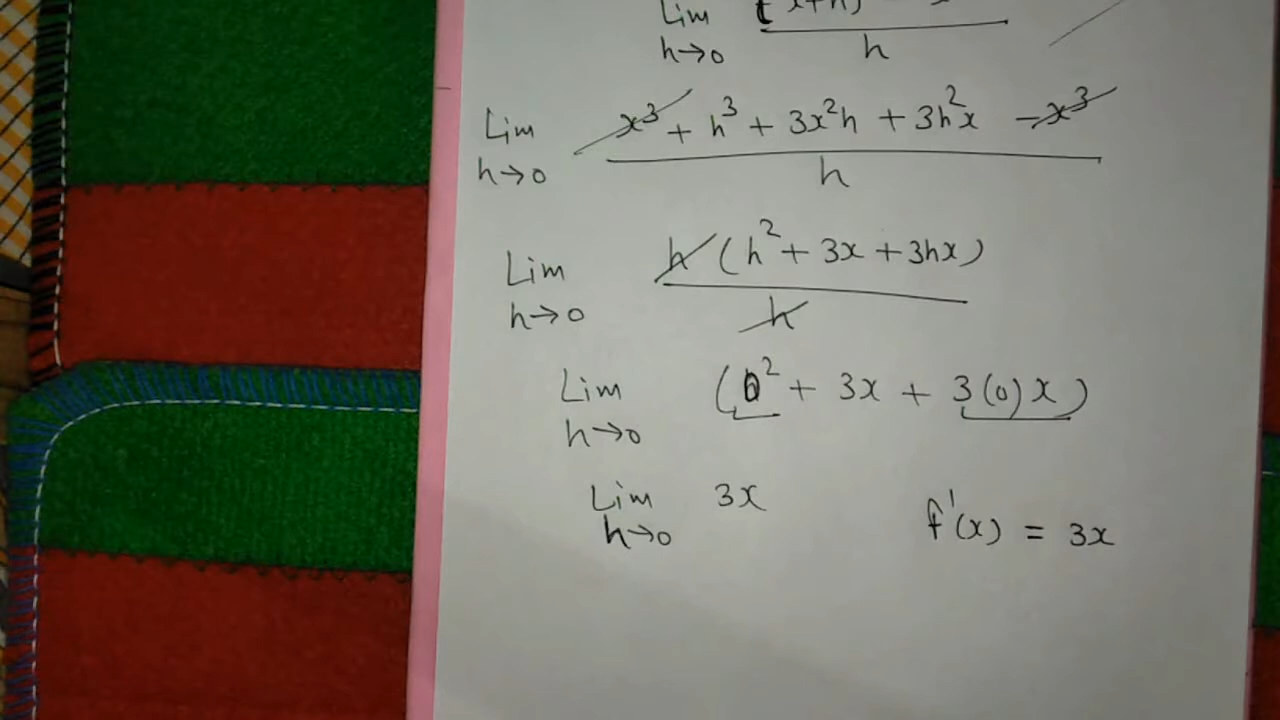 Lim (x+h)
h→0 h
Lim x³ + h³ + 3x²h + 3h²x - x³
h→0 h
Lim h (h² + 3x + 3hx)
h→0 h
Lim (0² + 3x + 3(0)x)
h→0
Lim 3x
h→0 f'(x) = 3x